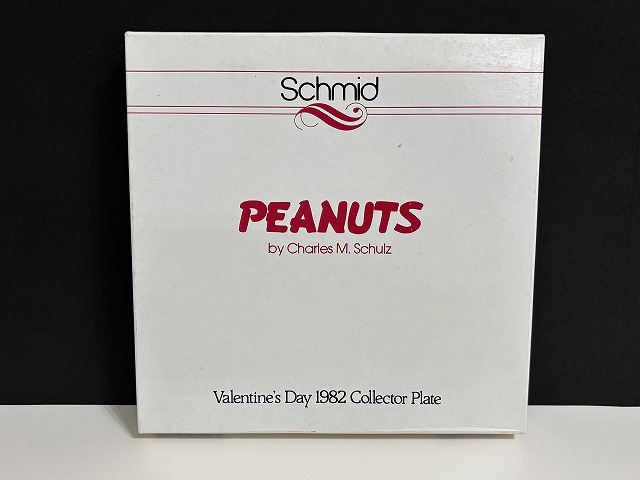 Schmid
PEANUTS
by Charles M. Schulz
Valentine's Day 1982 Collector Plate